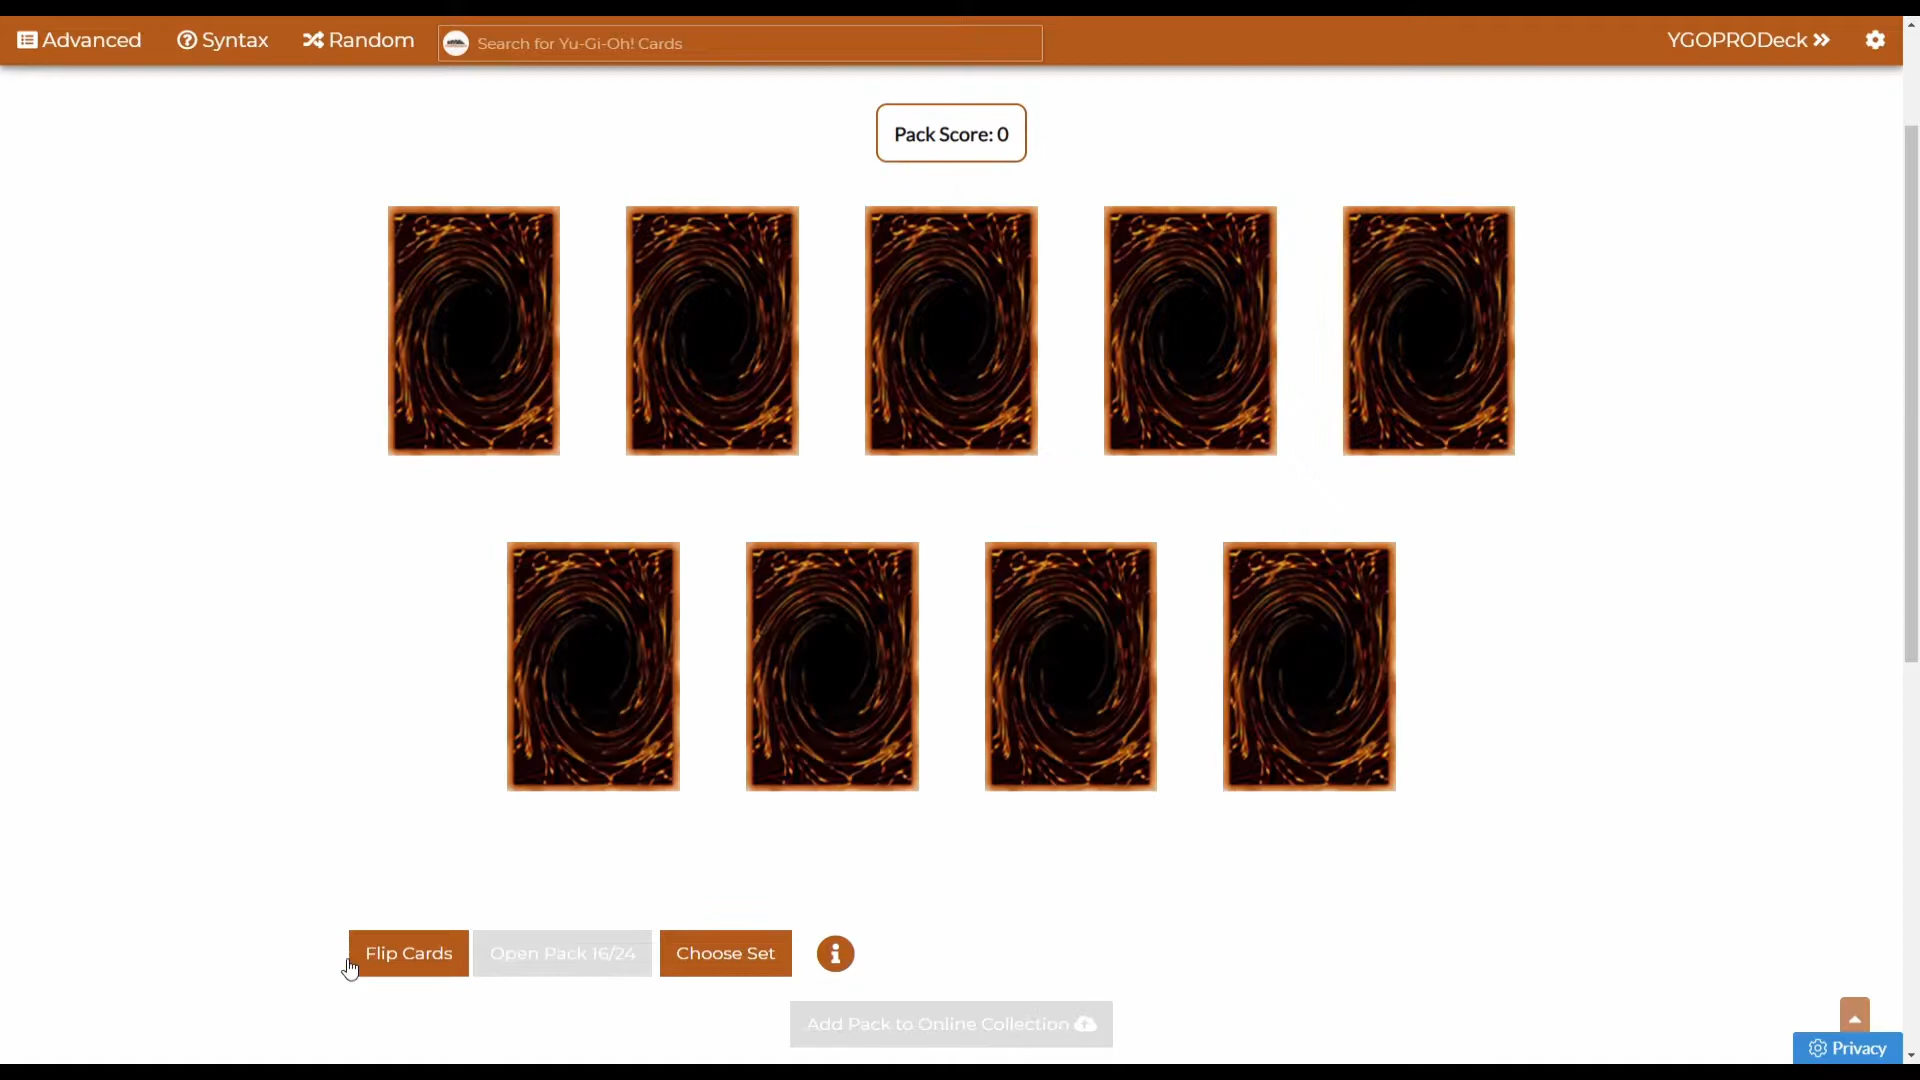 Advanced
Syntax
Random
Search for Yu-Gi-Oh! Cards
YGOPRODeck
Pack Score: 0
Flip Cards
Open Pack 16/24
Choose Set
Add Pack to Online Collection
Privacy